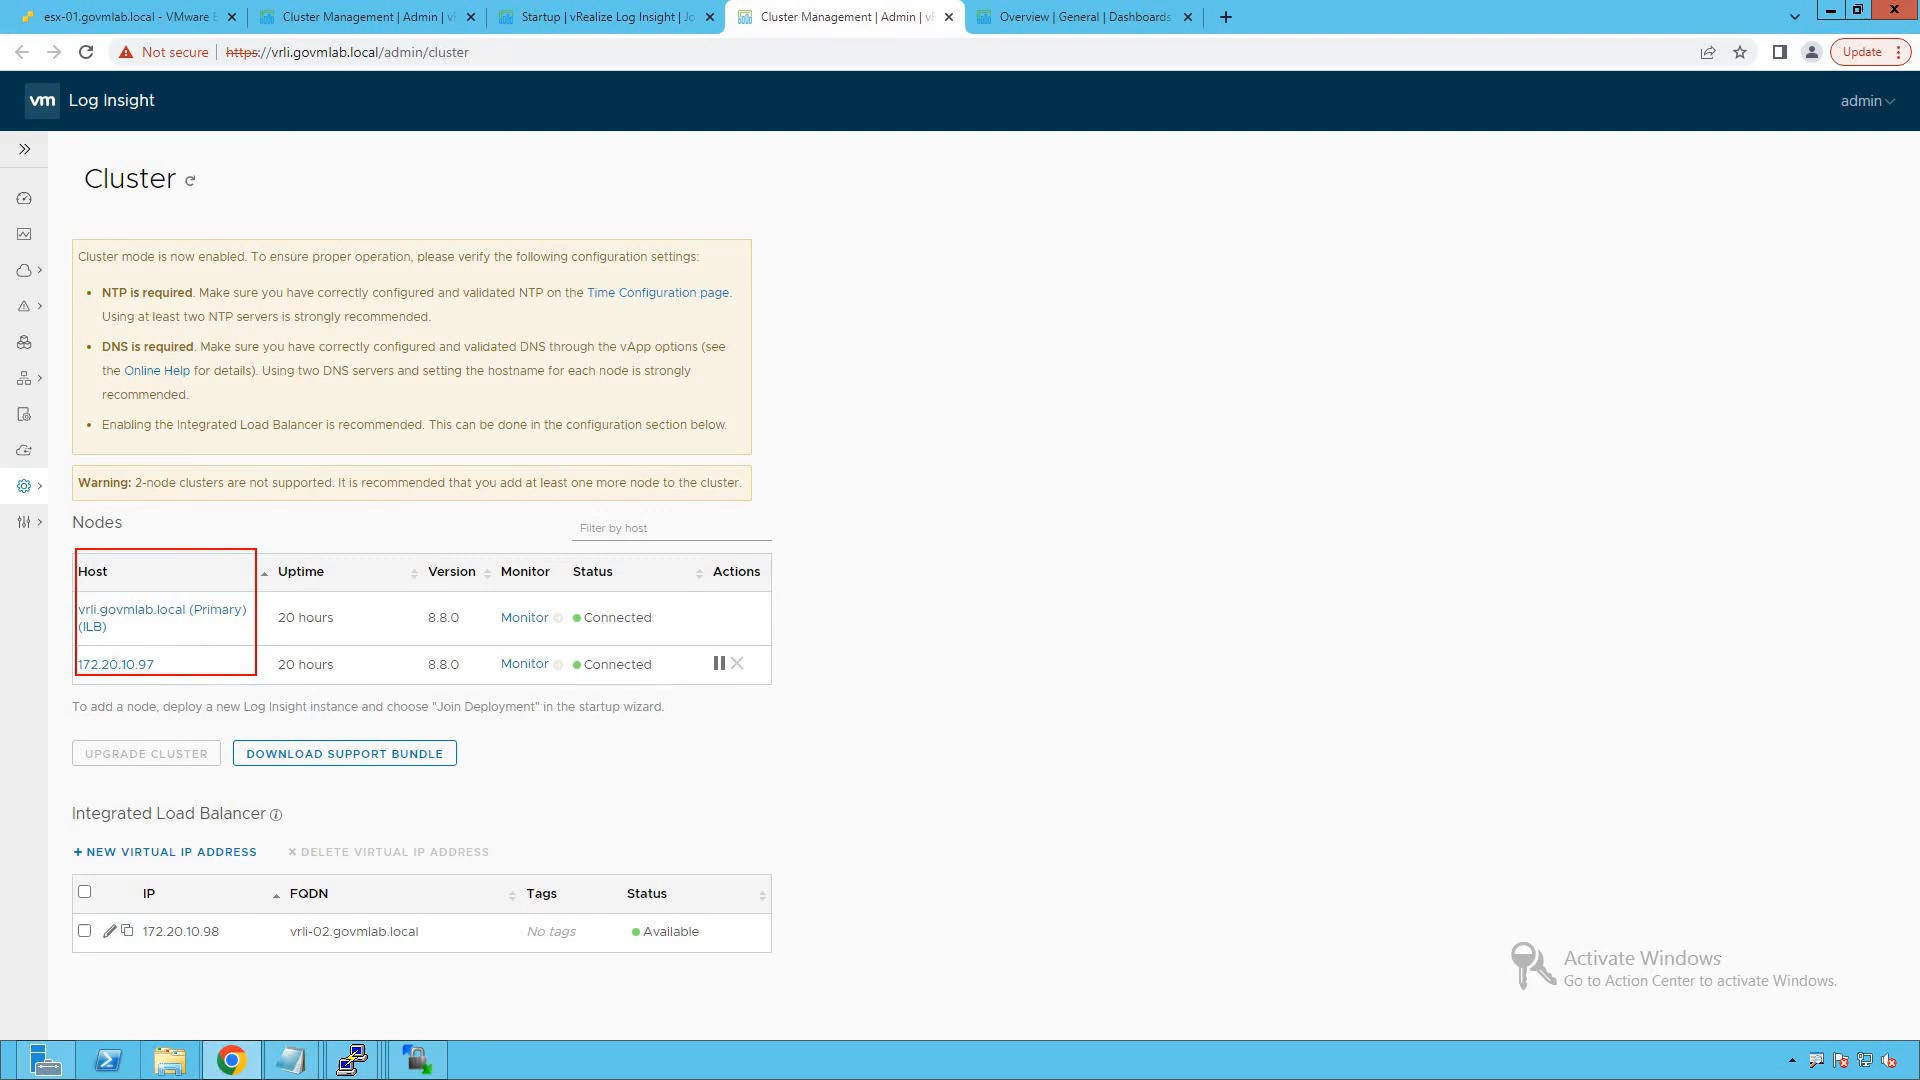 esx-01.govmlab.local - VMware E
Cluster Management | Admin | vR
Startup | vRealize Log Insight | Jo
Cluster Management | Admin | vR
Overview | General | Dashboards
Not secure https://vrli.govmlab.local/admin/cluster
Update
vm Log Insight
admin
Cluster
Cluster mode is now enabled. To ensure proper operation, please verify the following configuration settings:
• NTP is required. Make sure you have correctly configured and validated NTP on the Time Configuration page.
Using at least two NTP servers is strongly recommended.
• DNS is required. Make sure you have correctly configured and validated DNS through the vApp options (see
the Online Help for details). Using two DNS servers and setting the hostname for each node is strongly
recommended.
• Enabling the Integrated Load Balancer is recommended. This can be done in the configuration section below.
Warning: 2-node clusters are not supported. It is recommended that you add at least one more node to the cluster.
Nodes
Filter by host
Host Uptime Version Monitor Status Actions
vrli.govmlab.local (Primary)
(ILB)
20 hours 8.8.0 Monitor Connected
172.20.10.97 20 hours 8.8.0 Monitor Connected
To add a node, deploy a new Log Insight instance and choose "Join Deployment" in the startup wizard.
UPGRADE CLUSTER DOWNLOAD SUPPORT BUNDLE
Integrated Load Balancer
+ NEW VIRTUAL IP ADDRESS × DELETE VIRTUAL IP ADDRESS
IP FQDN Tags Status
172.20.10.98 vrli-02.govmlab.local No tags Available
Activate Windows
Go to Action Center to activate Windows.